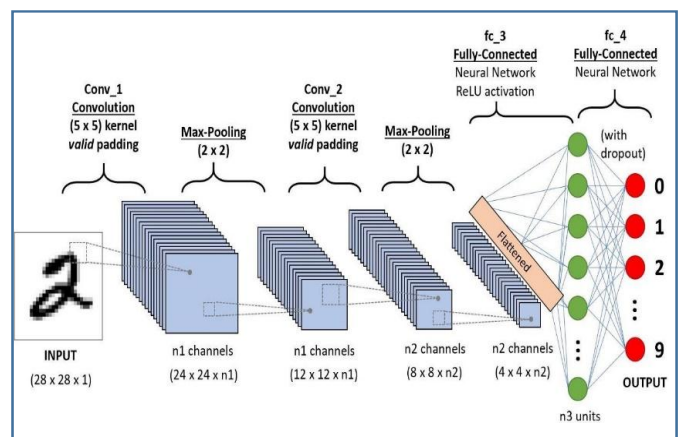 Conv_1
Convolution
(5 x 5) kernel
valid padding
Max-Pooling
(2 x 2)
Conv_2
Convolution
(5 x 5) kernel
valid padding
Max-Pooling
(2 x 2)
fc_3
Fully-Connected
Neural Network
ReLU activation
fc_4
Fully-Connected
Neural Network
(with
dropout)
2
INPUT
(28 x 28 x 1)
n1 channels
(24 x 24 x n1)
n1 channels
(12 x 12 x n1)
n2 channels
(8 x 8 x n2)
n2 channels
(4 x 4 x n2)
Flattened
n3 units
0
1
2
9
OUTPUT